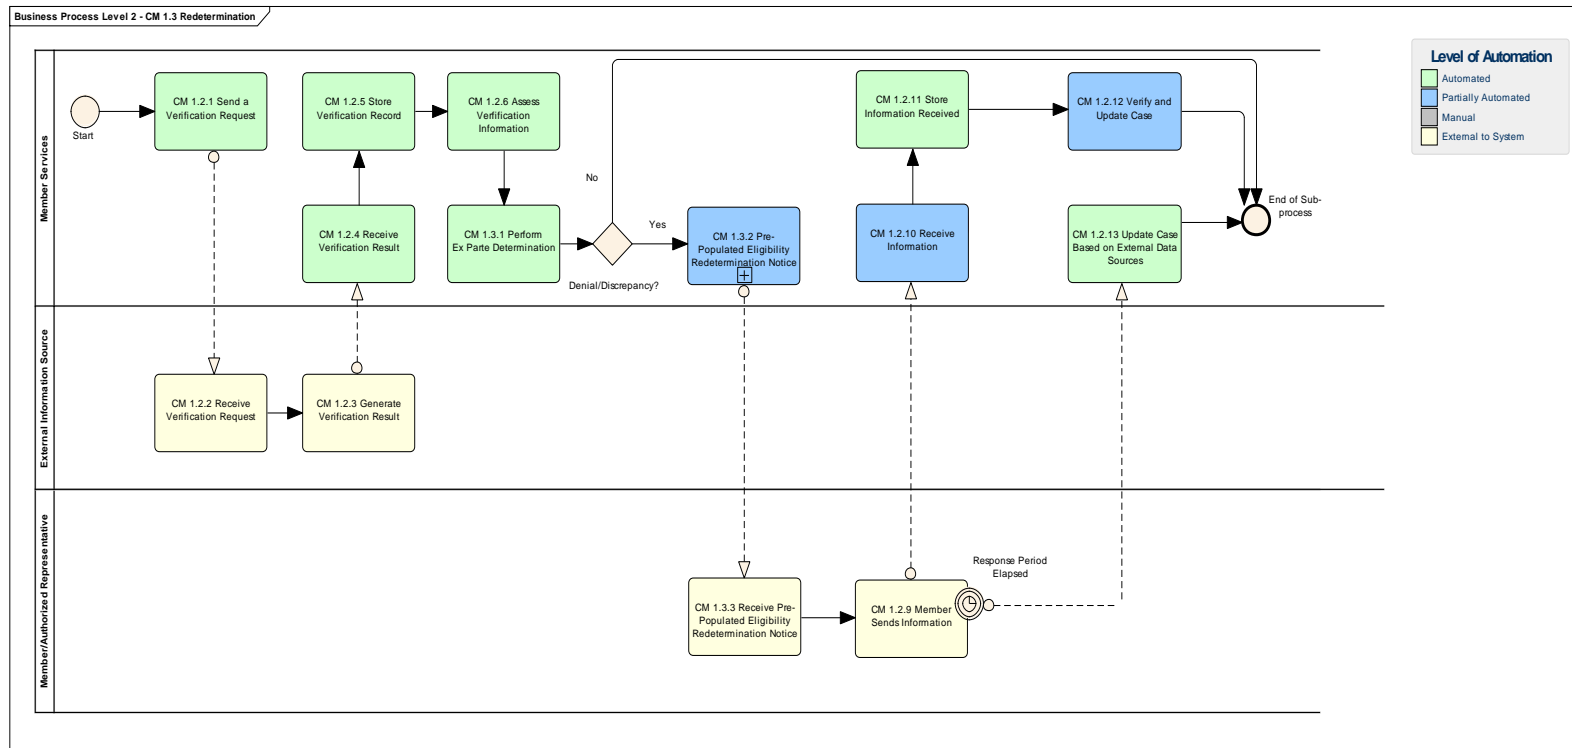 Business Process Level 2 - CM 1.3 Redetermination
Level of Automation
Automated
Partially Automated
Manual
External to System
Member Services
Start
CM 1.2.1 Send a
Verification Request
CM 1.2.5 Store
Verification Record
CM 1.2.6 Assess
Verification
Information
CM 1.2.11 Store
Information Received
CM 1.2.12 Verify and
Update Case
No
CM 1.2.4 Receive
Verification Result
CM 1.3.1 Perform
Ex Parte Determination
Denial/Discrepancy?
Yes
CM 1.3.2 Pre-
Populated Eligibility
Redetermination Notice
CM 1.2.10 Receive
Information
CM 1.2.13 Update Case
Based on External Data
Sources
End of Sub-
process
External Information Source
CM 1.2.2 Receive
Verification Request
CM 1.2.3 Generate
Verification Result
Member/Authorized Representative
CM 1.3.3 Receive Pre-
Populated Eligibility
Redetermination Notice
CM 1.2.9 Member
Sends Information
Response Period
Elapsed